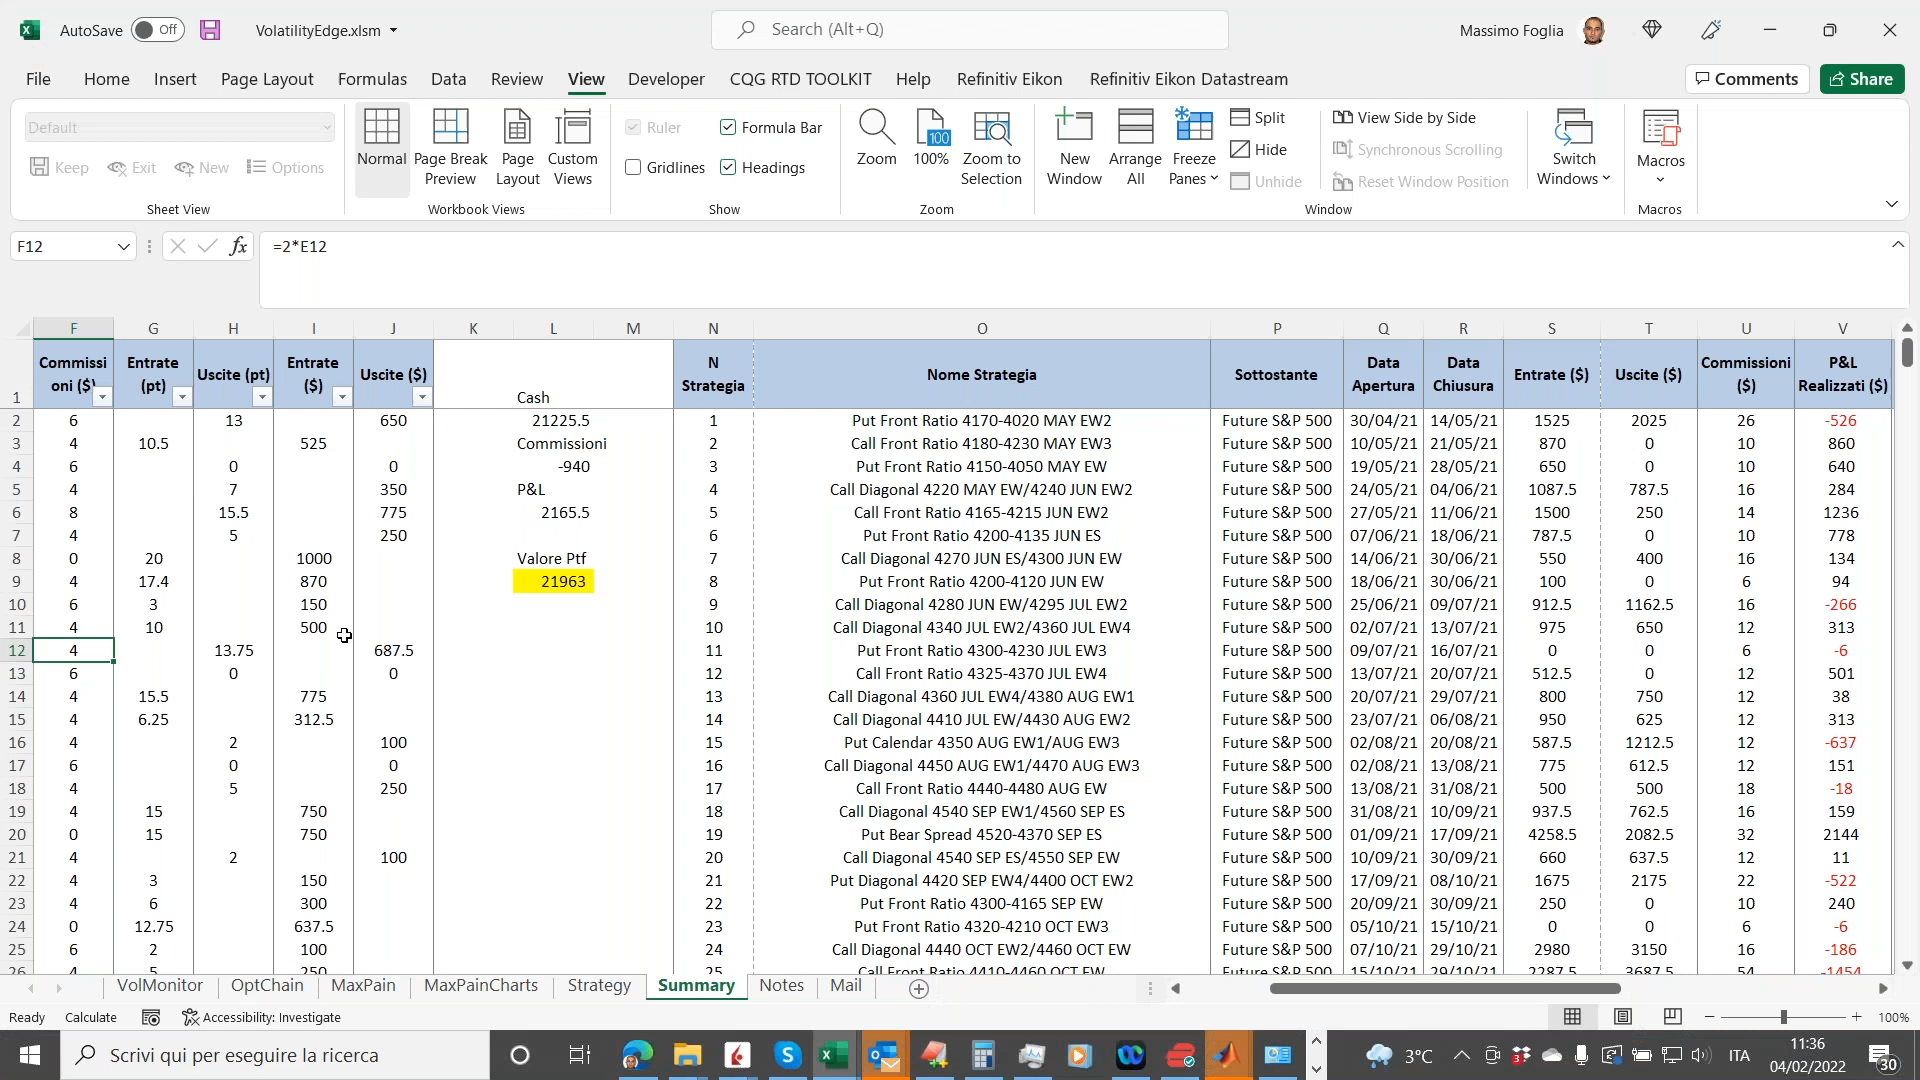 AutoSave Off VolatilityEdge.xlsm Search (Alt+Q) Massimo Foglia
File Home Insert Page Layout Formulas Data Review View Developer CQG RTD TOOLKIT Help Refinitiv Eikon Refinitiv Eikon Datastream Comments Share
Default Ruler Formula Bar Split View Side by Side
Keep Exit New Options Normal Page Break Preview Page Layout Custom Views Gridlines Headings Zoom 100% Zoom to Selection New Window Arrange All Freeze Panes Hide Unhide Synchronous Scrolling Reset Window Position Switch Windows Macros
Sheet View Workbook Views Show Zoom Window Macros
F12 fx =2*E12
F G H I J K L M N O P Q R S T U V
1 Commissioni ($) Entrate (pt) Uscite (pt) Entrate ($) Uscite ($) Cash N Strategia Nome Strategia Sottostante Data Apertura Data Chiusura Entrate ($) Uscite ($) Commissioni ($) P&L Realizzati ($)
2 6 13 650 21225.5 1 Put Front Ratio 4170-4020 MAY EW2 Future S&P 500 30/04/21 14/05/21 1525 2025 26 -526
3 4 10.5 525 Commissioni 2 Call Front Ratio 4180-4230 MAY EW3 Future S&P 500 10/05/21 21/05/21 870 0 10 860
4 6 0 0 -940 3 Put Front Ratio 4150-4050 MAY EW Future S&P 500 19/05/21 28/05/21 650 0 10 640
5 4 7 350 P&L 4 Call Diagonal 4220 MAY EW/4240 JUN EW2 Future S&P 500 24/05/21 04/06/21 1087.5 787.5 16 284
6 8 15.5 775 2165.5 5 Call Front Ratio 4165-4215 JUN EW2 Future S&P 500 27/05/21 11/06/21 1500 250 14 1236
7 4 5 250 6 Put Front Ratio 4200-4135 JUN ES Future S&P 500 07/06/21 18/06/21 787.5 0 10 778
8 0 20 1000 Valore Ptf 7 Call Diagonal 4270 JUN ES/4300 JUN EW Future S&P 500 14/06/21 30/06/21 550 400 16 134
9 4 17.4 870 21963 8 Put Front Ratio 4200-4120 JUN EW Future S&P 500 18/06/21 30/06/21 100 0 6 94
10 6 3 150 9 Call Diagonal 4280 JUN EW/4295 JUL EW2 Future S&P 500 25/06/21 09/07/21 912.5 1162.5 16 -266
11 4 10 500 10 Call Diagonal 4340 JUL EW2/4360 JUL EW4 Future S&P 500 02/07/21 13/07/21 975 650 12 313
12 4 13.75 687.5 11 Put Front Ratio 4300-4230 JUL EW3 Future S&P 500 09/07/21 16/07/21 0 0 6 -6
13 6 0 0 12 Call Front Ratio 4325-4370 JUL EW4 Future S&P 500 13/07/21 20/07/21 512.5 0 12 501
14 4 15.5 775 13 Call Diagonal 4360 JUL EW4/4380 AUG EW1 Future S&P 500 20/07/21 29/07/21 800 750 12 38
15 4 6.25 312.5 14 Call Diagonal 4410 JUL EW/4430 AUG EW2 Future S&P 500 23/07/21 06/08/21 950 625 12 313
16 4 2 100 15 Put Calendar 4350 AUG EW1/AUG EW3 Future S&P 500 02/08/21 20/08/21 587.5 1212.5 12 -637
17 6 0 0 16 Call Diagonal 4450 AUG EW1/4470 AUG EW3 Future S&P 500 02/08/21 13/08/21 775 612.5 12 151
18 4 5 250 17 Call Front Ratio 4440-4480 AUG EW Future S&P 500 13/08/21 31/08/21 500 500 18 -18
19 4 15 750 18 Call Diagonal 4540 SEP EW1/4560 SEP ES Future S&P 500 31/08/21 10/09/21 937.5 762.5 16 159
20 0 15 750 19 Put Bear Spread 4520-4370 SEP ES Future S&P 500 01/09/21 17/09/21 4258.5 2082.5 32 2144
21 4 2 100 20 Call Diagonal 4540 SEP ES/4550 SEP EW Future S&P 500 10/09/21 30/09/21 660 637.5 12 11
22 4 3 150 21 Put Diagonal 4420 SEP EW4/4400 OCT EW2 Future S&P 500 17/09/21 08/10/21 1675 2175 22 -522
23 4 6 300 22 Put Front Ratio 4300-4165 SEP EW Future S&P 500 20/09/21 30/09/21 250 0 10 240
24 0 12.75 637.5 23 Put Front Ratio 4320-4210 OCT EW3 Future S&P 500 05/10/21 15/10/21 0 0 6 -6
25 6 2 100 24 Call Diagonal 4440 OCT EW2/4460 OCT EW Future S&P 500 07/10/21 29/10/21 2980 3150 16 -186
26 4 5 250 25 Call Front Ratio 4410-4460 OCT EW Future S&P 500 15/10/21 29/10/21 2287.5 3687.5 54 -1454
VolMonitor OptChain MaxPain MaxPainCharts Strategy Summary Notes Mail
Ready Calculate Accessibility: Investigate 100%
Scrivi qui per eseguire la ricerca 3°C ITA 11:36
04/02/2022 30